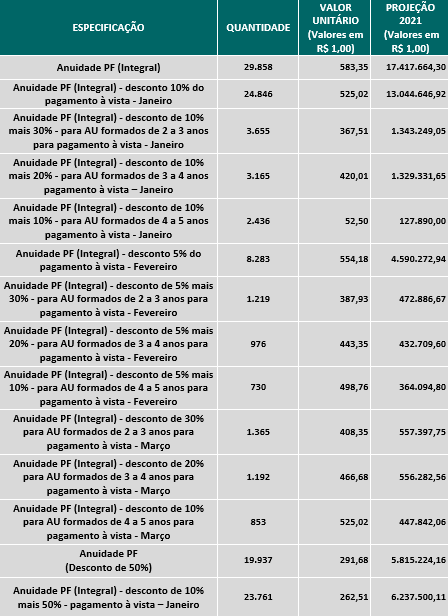 ESPECIFICAÇÃO
QUANTIDADE
VALOR
UNITÁRIO
(Valores em
R$ 1,00)
PROJEÇÃO
2021
(Valores em
R$ 1,00)
Anuidade PF (Integral)
29.858
583,35
17.417.664,30
Anuidade PF (Integral) - desconto 10% do
pagamento à vista - Janeiro
24.846
525,02
13.044.646,92
Anuidade PF (Integral) - desconto de 10%
mais 30% - para AU formados de 2 a 3 anos
para pagamento à vista - Janeiro
3.655
367,51
1.343.249,05
Anuidade PF (Integral) - desconto de 10%
mais 20% - para AU formados de 3 a 4 anos
pagamento à vista – Janeiro
3.165
420,01
1.329.331,65
Anuidade PF (Integral) - desconto de 10%
mais 10% - para AU formados de 4 a 5 anos
pagamento à vista - Janeiro
2.436
52,50
127.890,00
Anuidade PF (Integral) - desconto 5% do
pagamento à vista - Fevereiro
8.283
554,18
4.590.272,94
Anuidade PF (Integral) - desconto de 5% mais
30% - para AU formados de 2 a 3 anos para
pagamento à vista - Fevereiro
1.219
387,93
472.886,67
Anuidade PF (Integral) - desconto de 5% mais
20% - para AU formados de 3 a 4 anos para
pagamento à vista - Fevereiro
976
443,35
432.709,60
Anuidade PF (Integral) - desconto de 5% mais
10% - para AU formados de 4 a 5 anos para
pagamento à vista - Fevereiro
730
498,76
364.094,80
Anuidade PF (Integral) - desconto de 30%
para AU formados de 2 a 3 anos para
pagamento à vista - Março
1.365
408,35
557.397,75
Anuidade PF (Integral) - desconto de 20%
para AU formados de 3 a 4 anos para
pagamento à vista - Março
1.192
466,68
556.282,56
Anuidade PF (Integral) - desconto de 10%
para AU formados de 4 a 5 anos para
pagamento à vista - Março
853
525,02
447.842,06
Anuidade PF
(Desconto de 50%)
19.937
291,68
5.815.224,16
Anuidade PF (Integral) - desconto de 10%
mais 50% - pagamento à vista – Janeiro
23.761
262,51
6.237.500,11